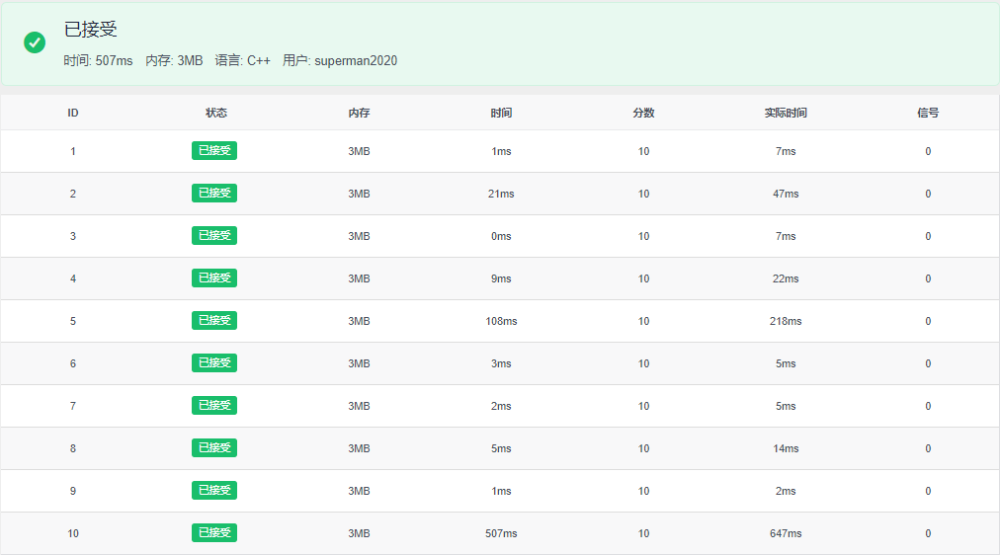 已接受
时间: 507ms 内存: 3MB 语言: C++ 用户: superman2020
ID 状态 内存 时间 分数 实际时间 信号
1 已接受 3MB 1ms 10 7ms 0
2 已接受 3MB 21ms 10 47ms 0
3 已接受 3MB 0ms 10 7ms 0
4 已接受 3MB 9ms 10 22ms 0
5 已接受 3MB 108ms 10 218ms 0
6 已接受 3MB 3ms 10 5ms 0
7 已接受 3MB 2ms 10 5ms 0
8 已接受 3MB 5ms 10 14ms 0
9 已接受 3MB 1ms 10 2ms 0
10 已接受 3MB 507ms 10 647ms 0